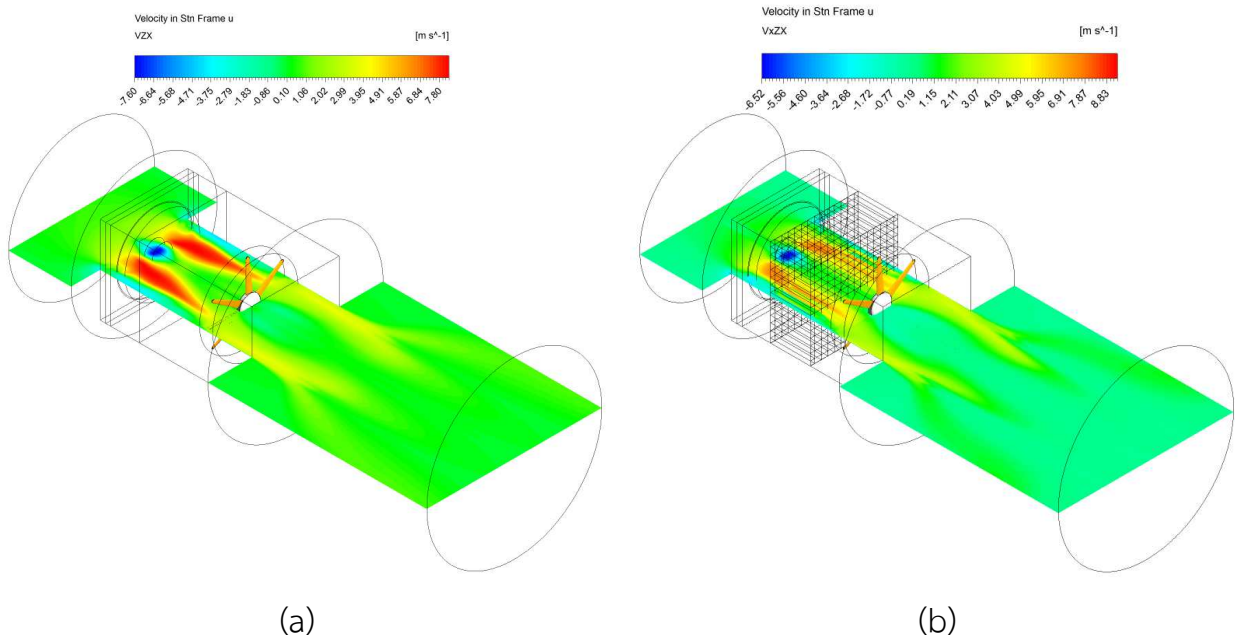 Velocity in Stn Frame u
VZX [m s^-1]
-7.60 -6.64 -5.68 -4.71 -3.75 -2.79 -1.83 -0.86 0.10 1.06 2.02 2.99 3.95 4.91 5.87 6.84 7.80
(a)
Velocity in Stn Frame u
VxZX [m s^-1]
-6.52 -5.56 -4.60 -3.64 -2.68 -1.72 -0.77 0.19 1.15 2.11 3.07 4.03 4.99 5.95 6.91 7.87 8.83
(b)